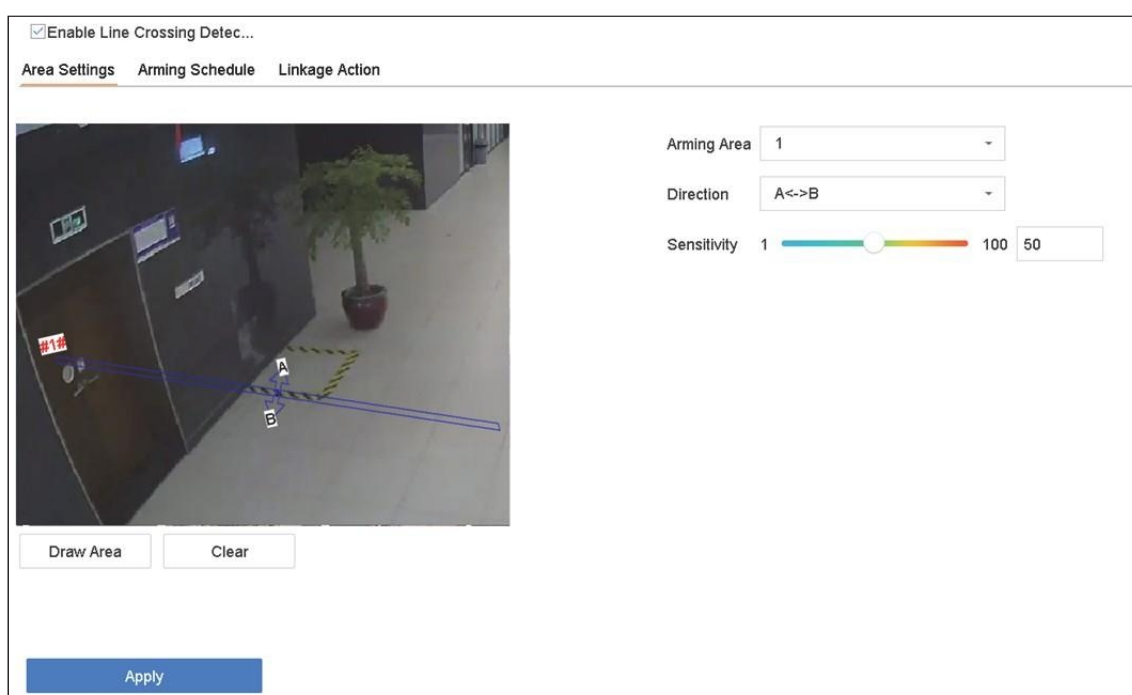 Enable Line Crossing Detec...
Area Settings Arming Schedule Linkage Action
Arming Area 1
Direction A<->B
Sensitivity 1 100 50
#1#
A
B
Draw Area Clear
Apply